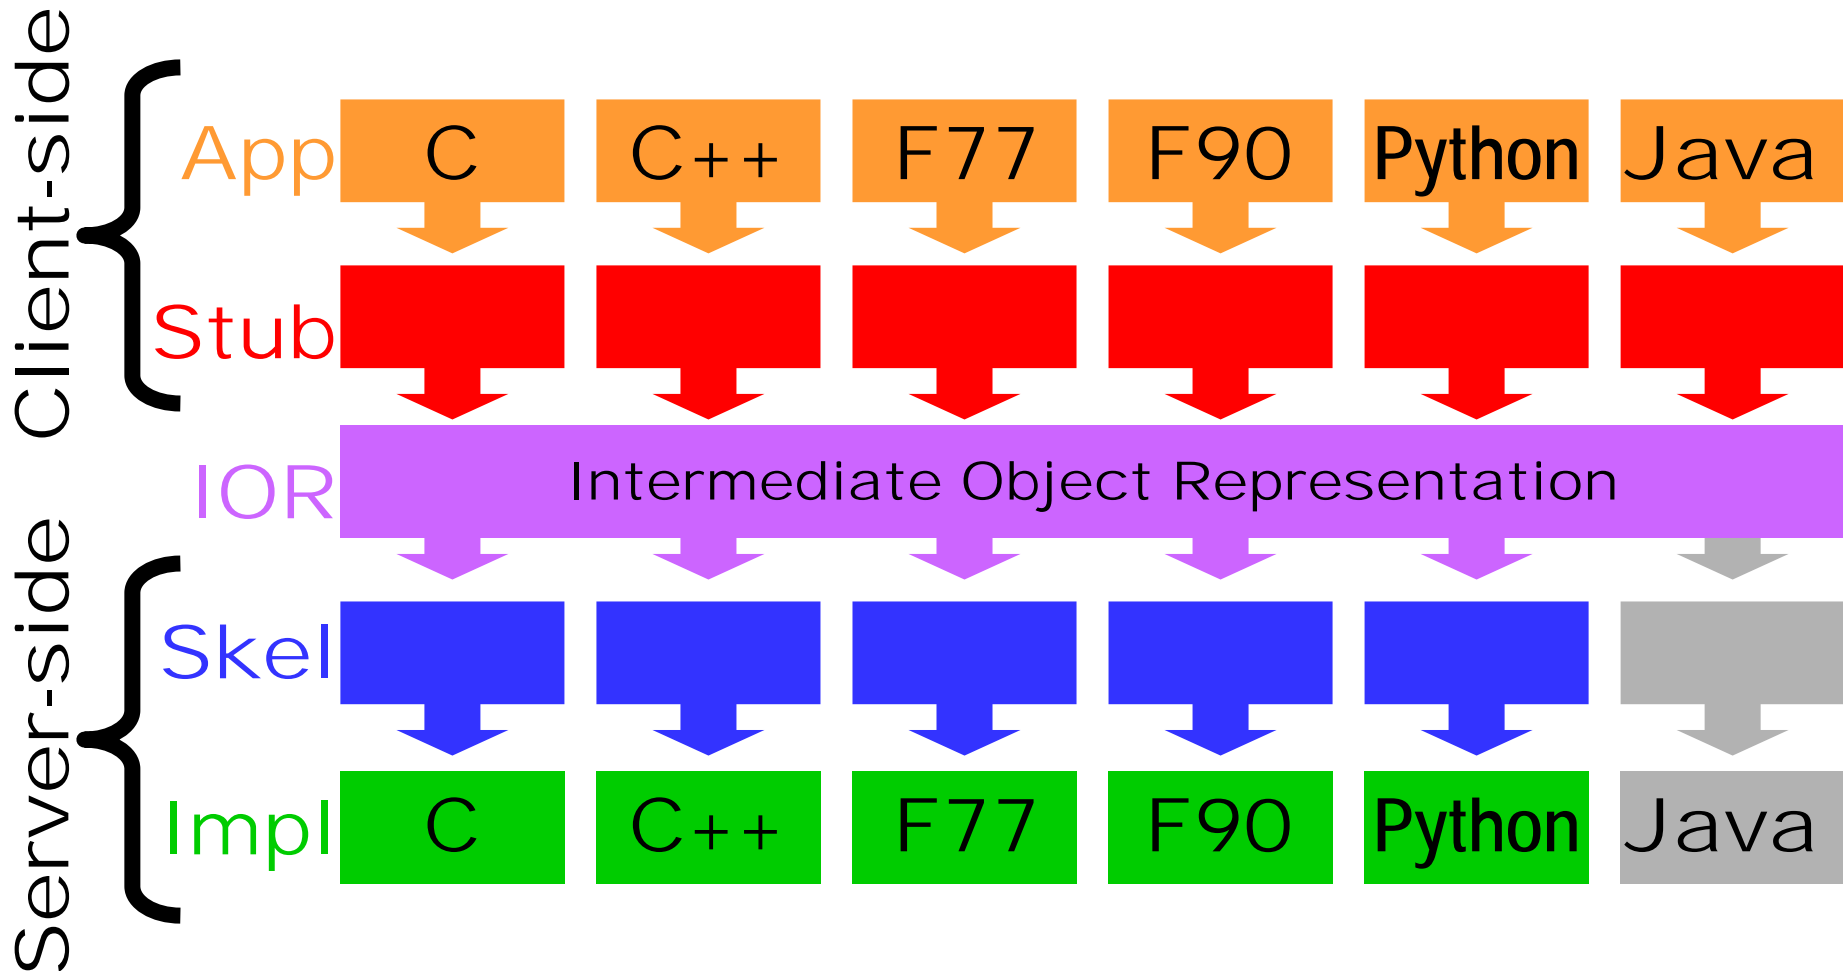 Client-side
App C C++ F77 F90 Python Java
Stub
IOR Intermediate Object Representation
Server-side
Skel
Impl C C++ F77 F90 Python Java